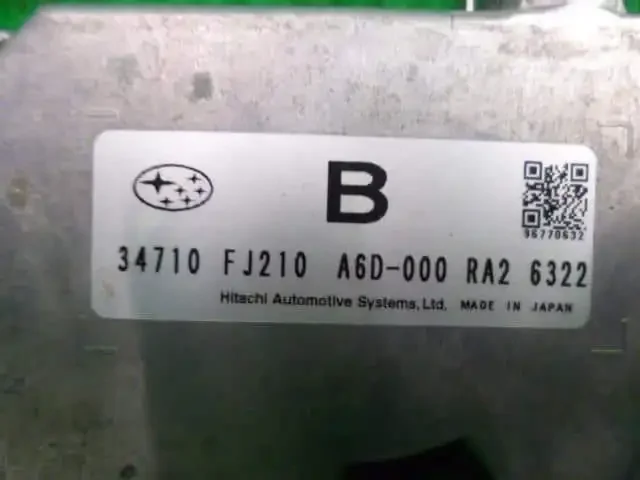 B
96770632
34710 FJ210 A6D-000 RA2 6322
Hitachi Automotive Systems, Ltd. MADE IN JAPAN